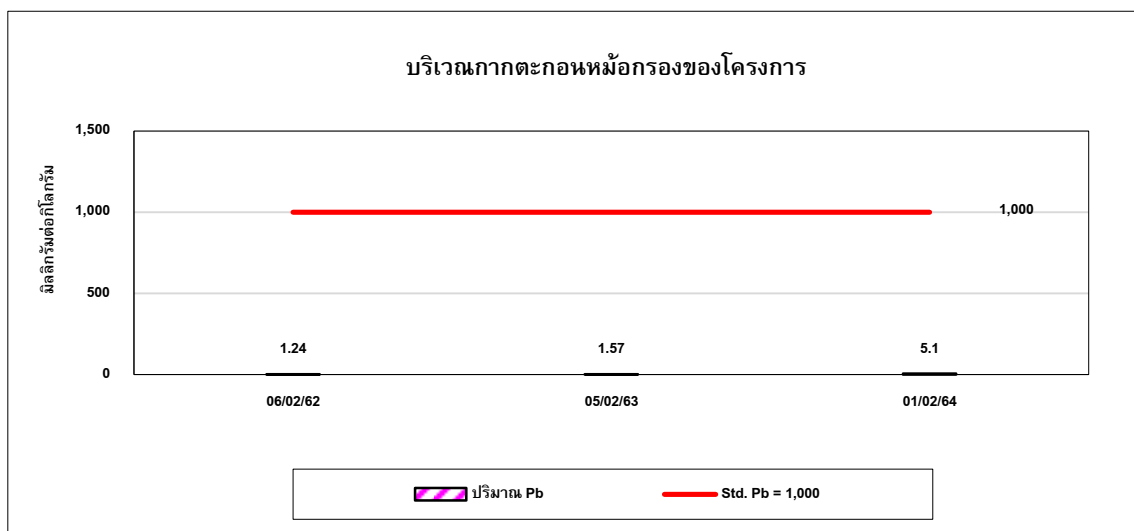 บริเวณกากตะกอนหม้อกรองของโครงการ
มิลลิกรัมต่อกิโลกรัม
1,500
1,000
1,000
500
1.24 1.57 5.1
0
06/02/62 05/02/63 01/02/64
ปริมาณ Pb Std. Pb = 1,000